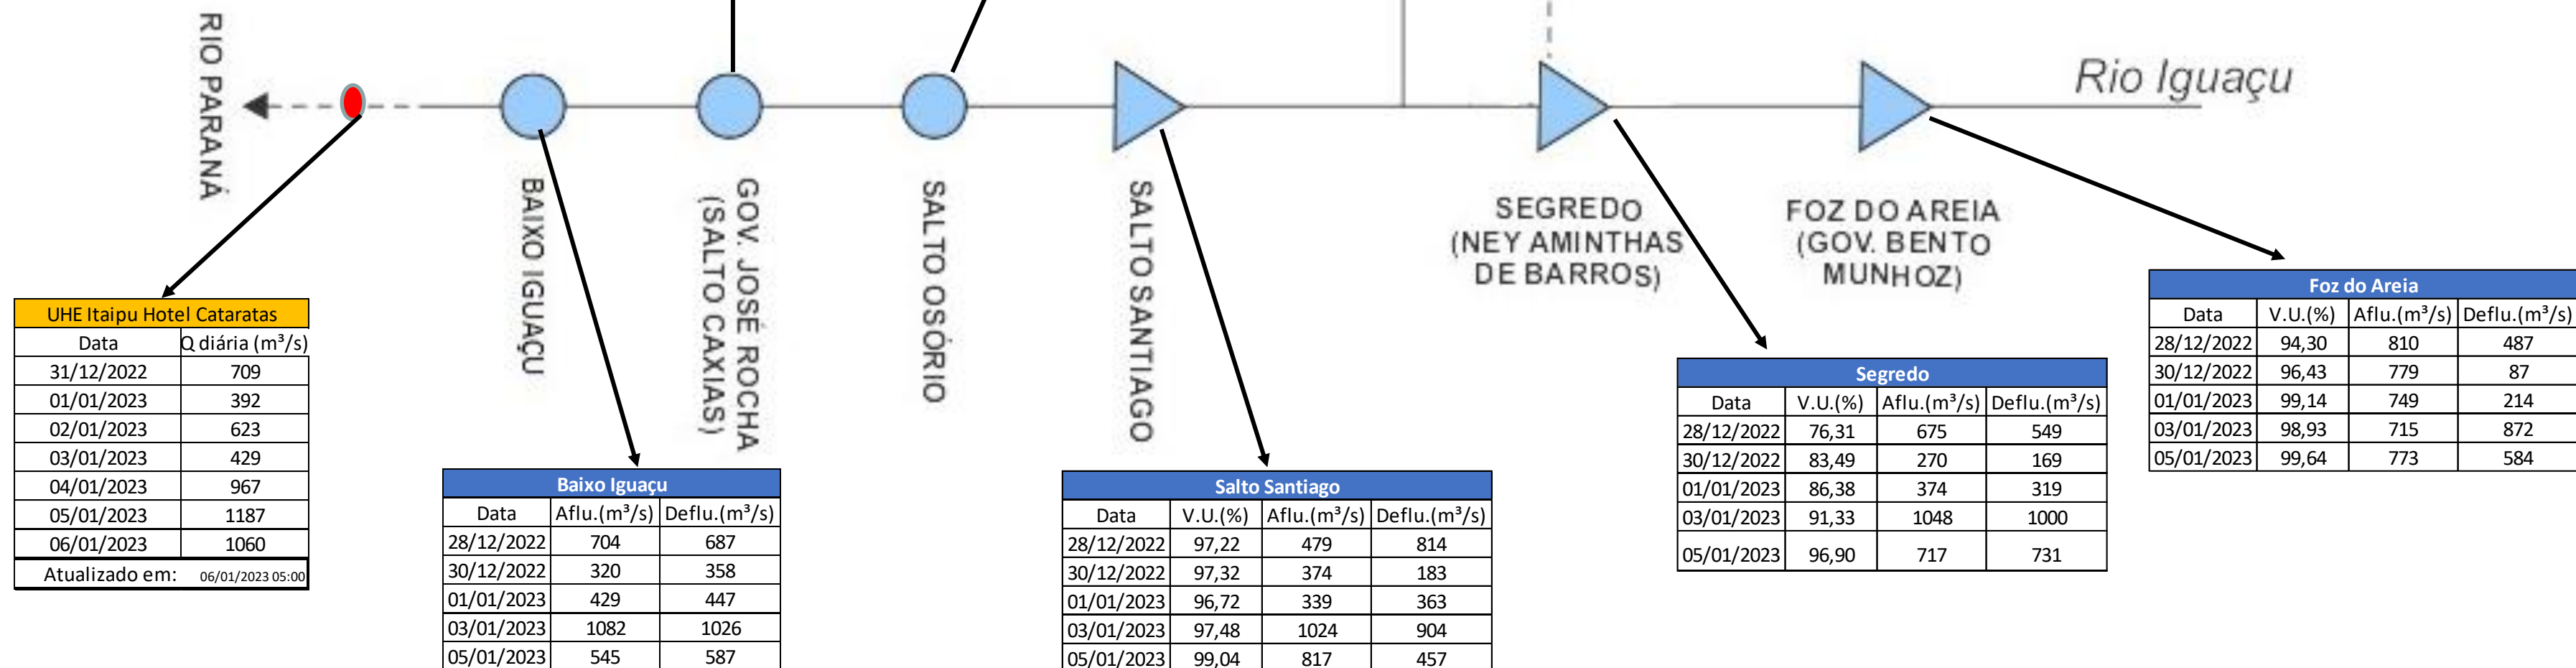 RIO PARANÁ
Rio Iguaçu
BAIXO IGUAÇU
GOV. JOSÉ ROCHA
(SALTO CAXIAS)
SALTO OSÓRIO
SALTO SANTIAGO
SEGREDO
(NEY AMINTHAS
DE BARROS)
FOZ DO AREIA
(GOV. BENTO
MUNHOZ)
UHE Itaipu Hotel Cataratas
Data Q diária (m³/s)
31/12/2022 709
01/01/2023 392
02/01/2023 623
03/01/2023 429
04/01/2023 967
05/01/2023 1187
06/01/2023 1060
Atualizado em: 06/01/2023 05:00
Baixo Iguaçu
Data Aflu.(m³/s) Deflu.(m³/s)
28/12/2022 704 687
30/12/2022 320 358
01/01/2023 429 447
03/01/2023 1082 1026
05/01/2023 545 587
Salto Santiago
Data V.U.(%) Aflu.(m³/s) Deflu.(m³/s)
28/12/2022 97,22 479 814
30/12/2022 97,32 374 183
01/01/2023 96,72 339 363
03/01/2023 97,48 1024 904
05/01/2023 99,04 817 457
Segredo
Data V.U.(%) Aflu.(m³/s) Deflu.(m³/s)
28/12/2022 76,31 675 549
30/12/2022 83,49 270 169
01/01/2023 86,38 374 319
03/01/2023 91,33 1048 1000
05/01/2023 96,90 717 731
Foz do Areia
Data V.U.(%) Aflu.(m³/s) Deflu.(m³/s)
28/12/2022 94,30 810 487
30/12/2022 96,43 779 87
01/01/2023 99,14 749 214
03/01/2023 98,93 715 872
05/01/2023 99,64 773 584